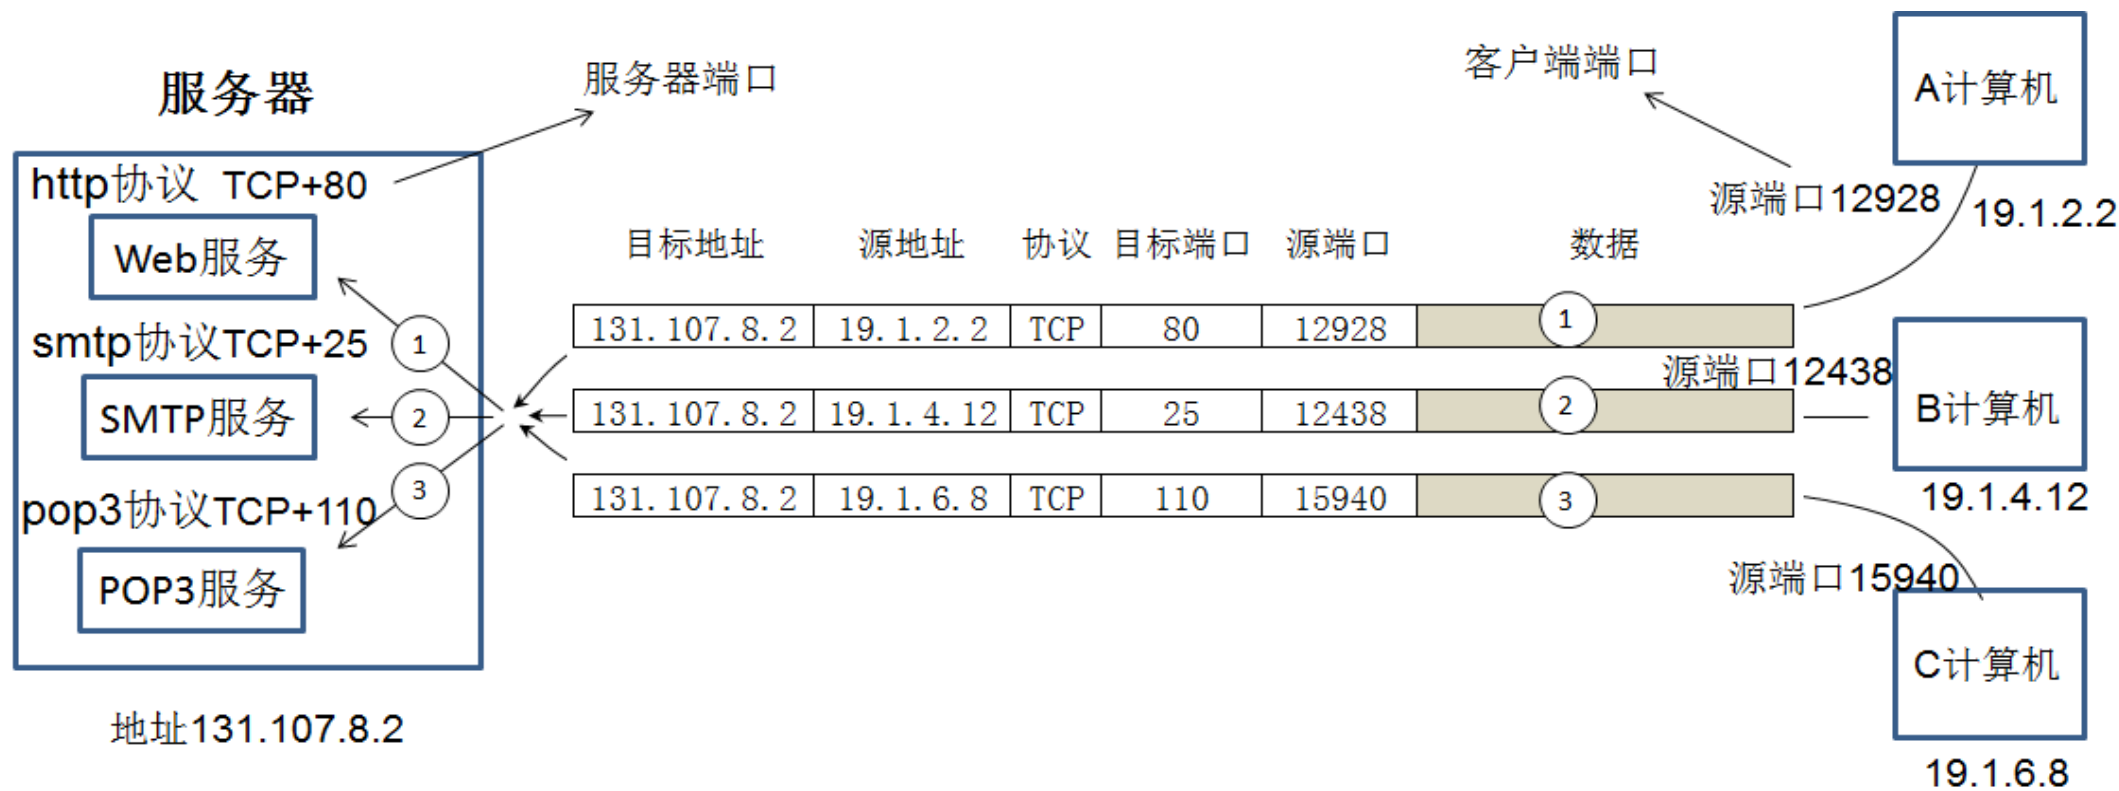 服务器
服务器端口
客户端端口
A计算机
http协议 TCP+80
源端口12928
19.1.2.2
Web服务
目标地址 源地址 协议 目标端口 源端口 数据
131.107.8.2 19.1.2.2 TCP 80 12928 1
smtp协议TCP+25
1
源端口12438
SMTP服务
2
131.107.8.2 19.1.4.12 TCP 25 12438 2
B计算机
19.1.4.12
pop3协议TCP+110
3
131.107.8.2 19.1.6.8 TCP 110 15940 3
POP3服务
源端口15940
C计算机
地址131.107.8.2
19.1.6.8